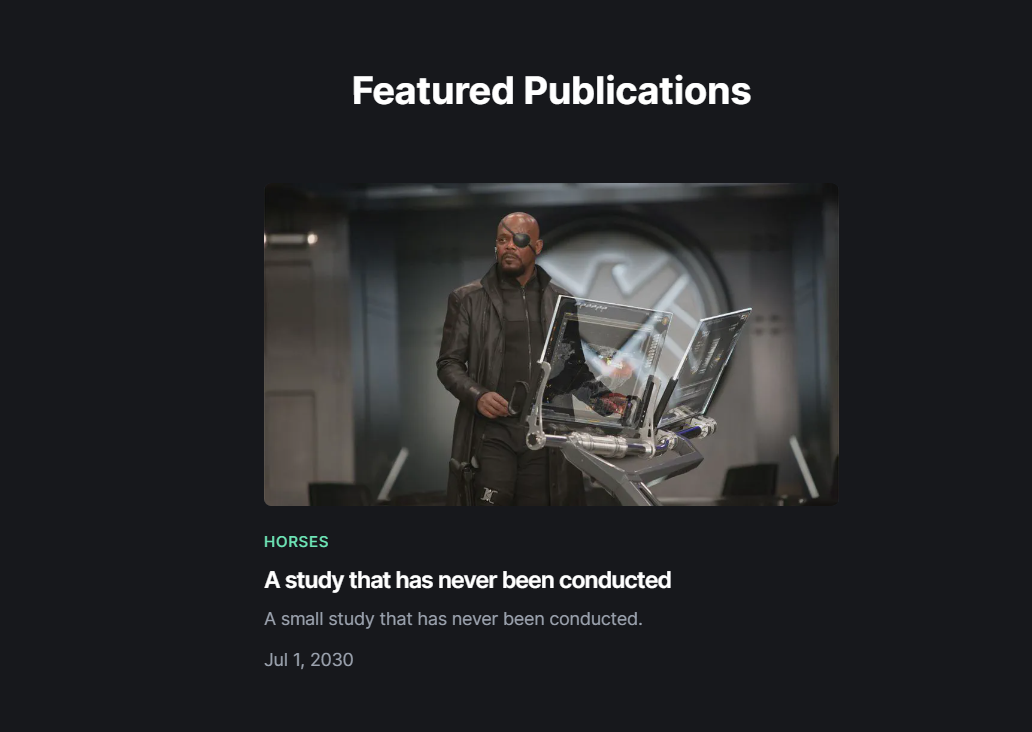 Featured Publications
HORSES
A study that has never been conducted
A small study that has never been conducted.
Jul 1, 2030